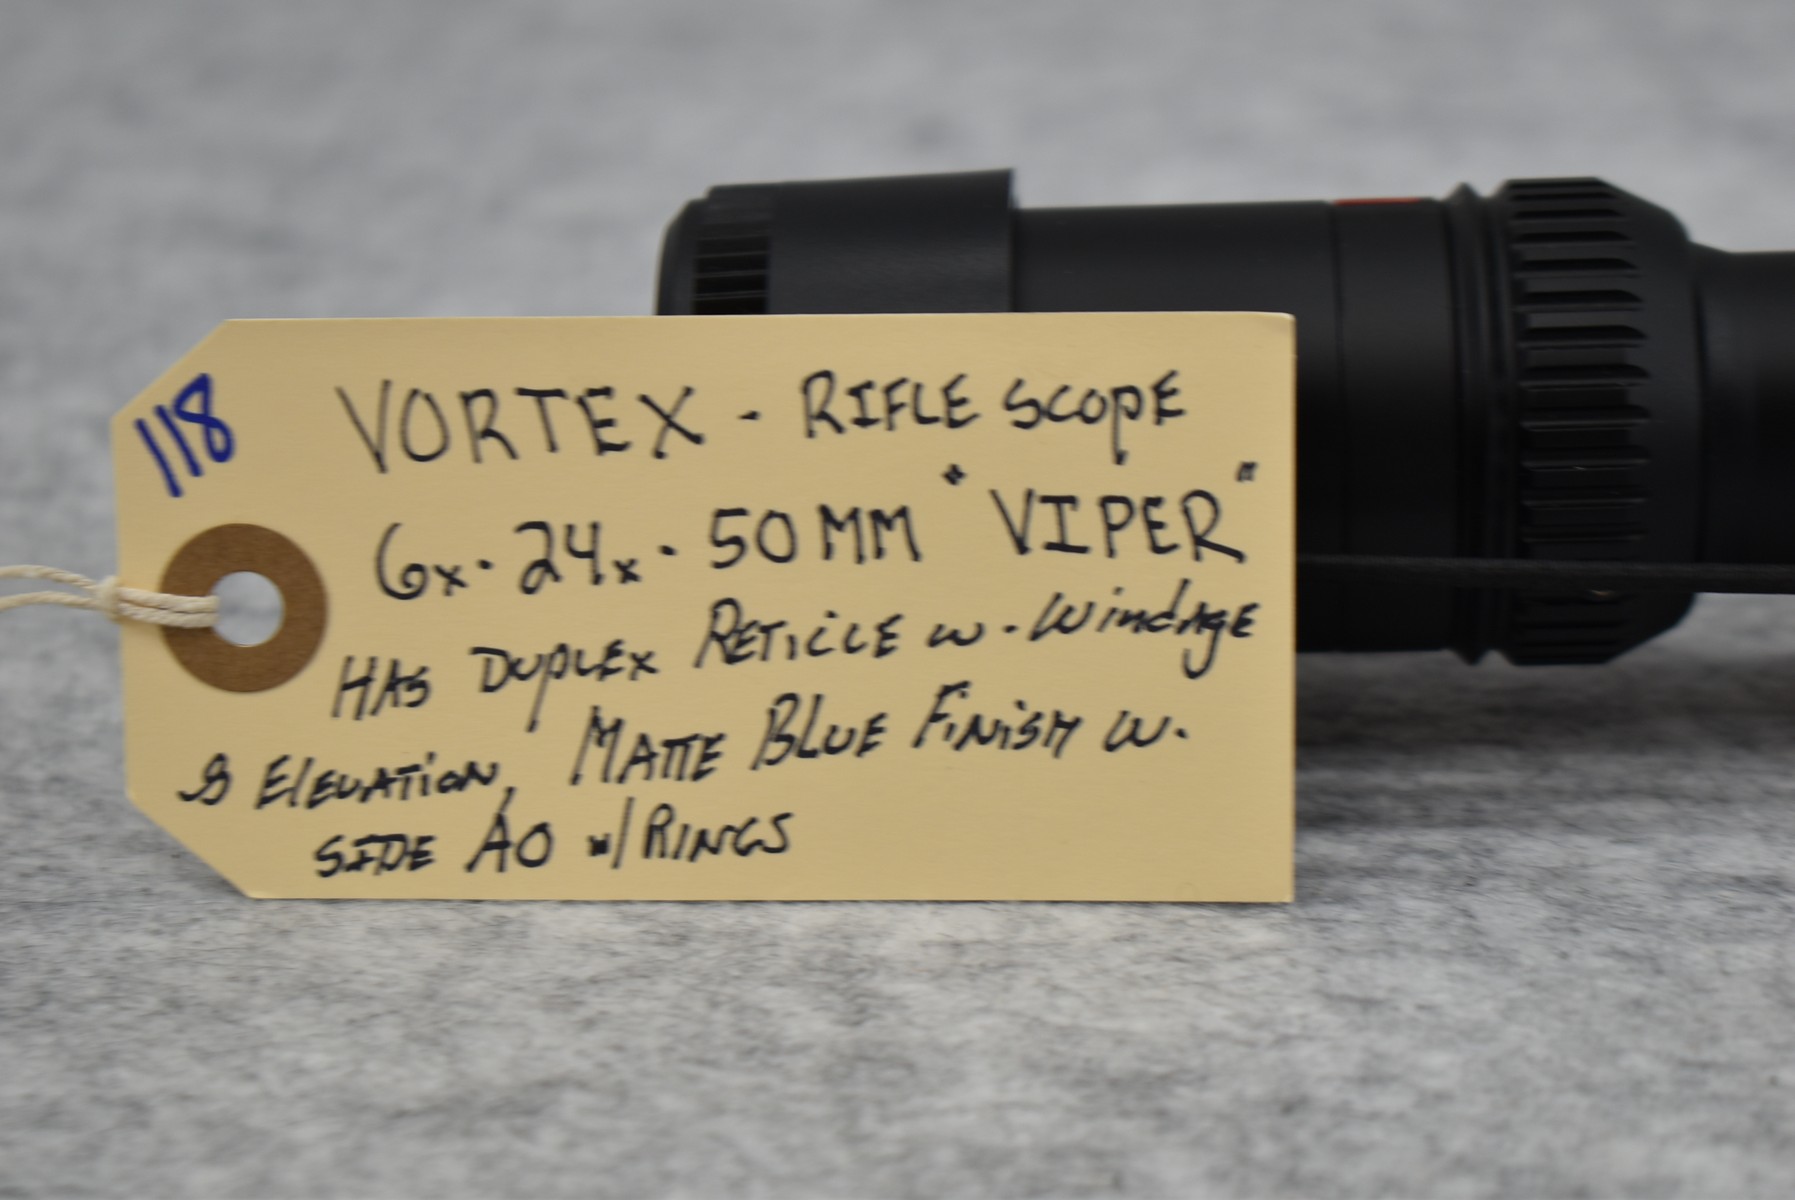 118
VORTEX - RIFLE SCOPE
6x - 24x - 50MM "VIPER"
HAS DUPLEX RETICLE W. WINDAGE
& ELEVATION, MATTE BLUE FINISH W.
SIDE AO w/ RINGS